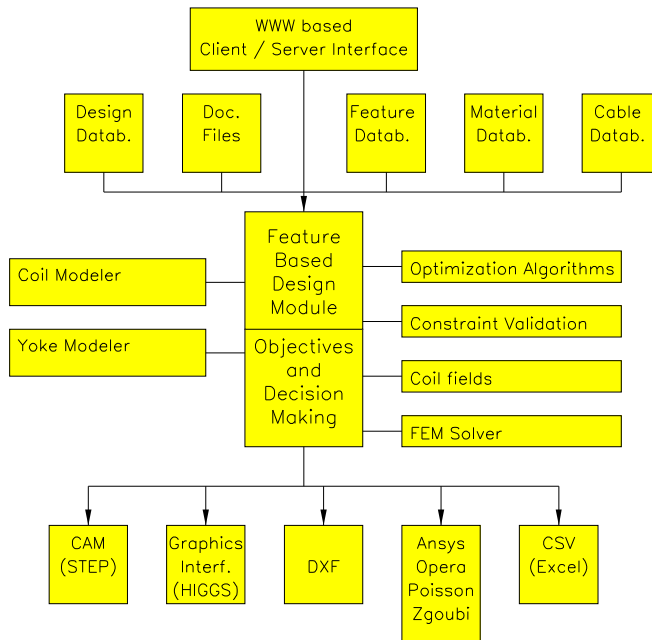 WWW based
Client / Server Interface
Design
Datab.
Doc.
Files
Feature
Datab.
Material
Datab.
Cable
Datab.
Feature
Based
Design
Module
Objectives
and
Decision
Making
Coil Modeler
Yoke Modeler
Optimization Algorithms
Constraint Validation
Coil fields
FEM Solver
CAM
(STEP)
Graphics
Interf.
(HIGGS)
DXF
Ansys
Opera
Poisson
Zgoubi
CSV
(Excel)